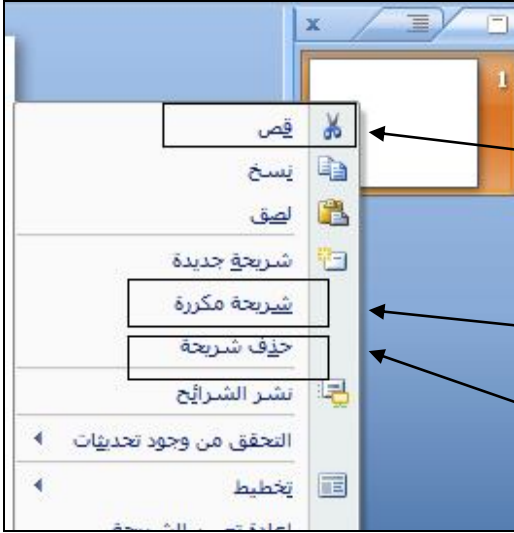 1
قص
نسخ
لصق
شريحة جديدة
شريحة مكررة
حذف شريحة
نشر الشرائح
التحقق من وجود تحديثات
تخطيط